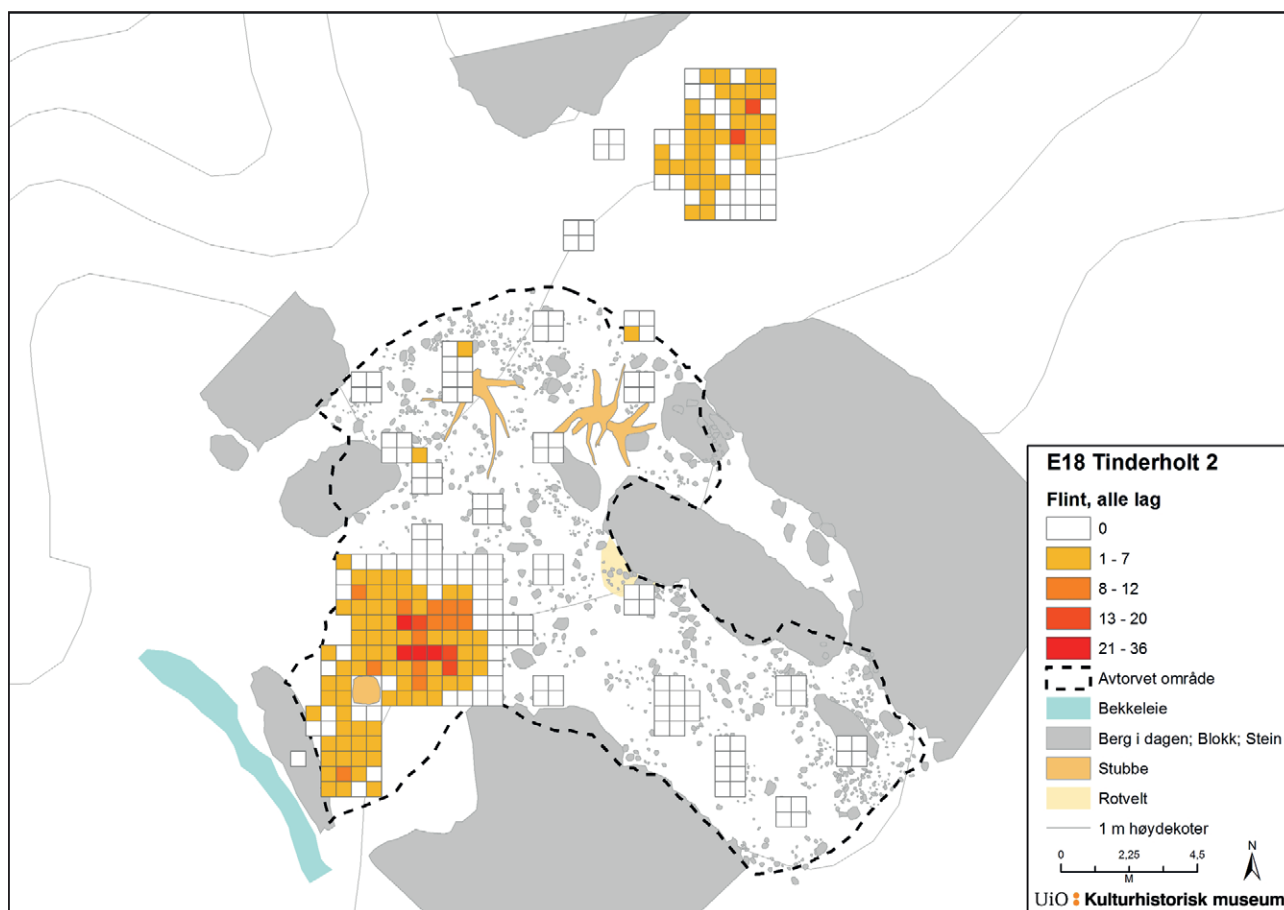 E18 Tinderholt 2
Flint, alle lag
0
1 - 7
8 - 12
13 - 20
21 - 36
Avtorvet område
Bekkeleie
Berg i dagen; Blokk; Stein
Stubbe
Rotvelt
1 m høydekoter
0 2,25 4,5
M
N
UiO Kulturhistorisk museum